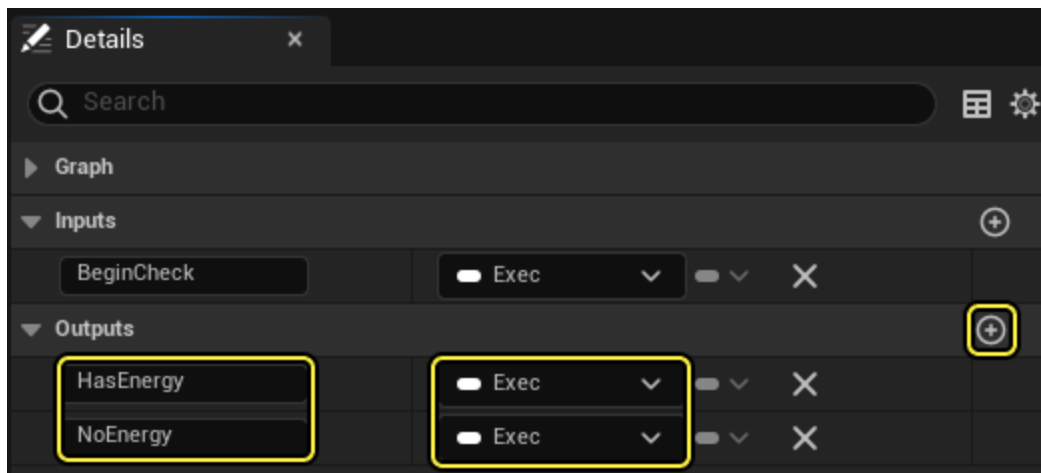 Details
Search
Graph
Inputs
BeginCheck Exec
Outputs
HasEnergy Exec
NoEnergy Exec